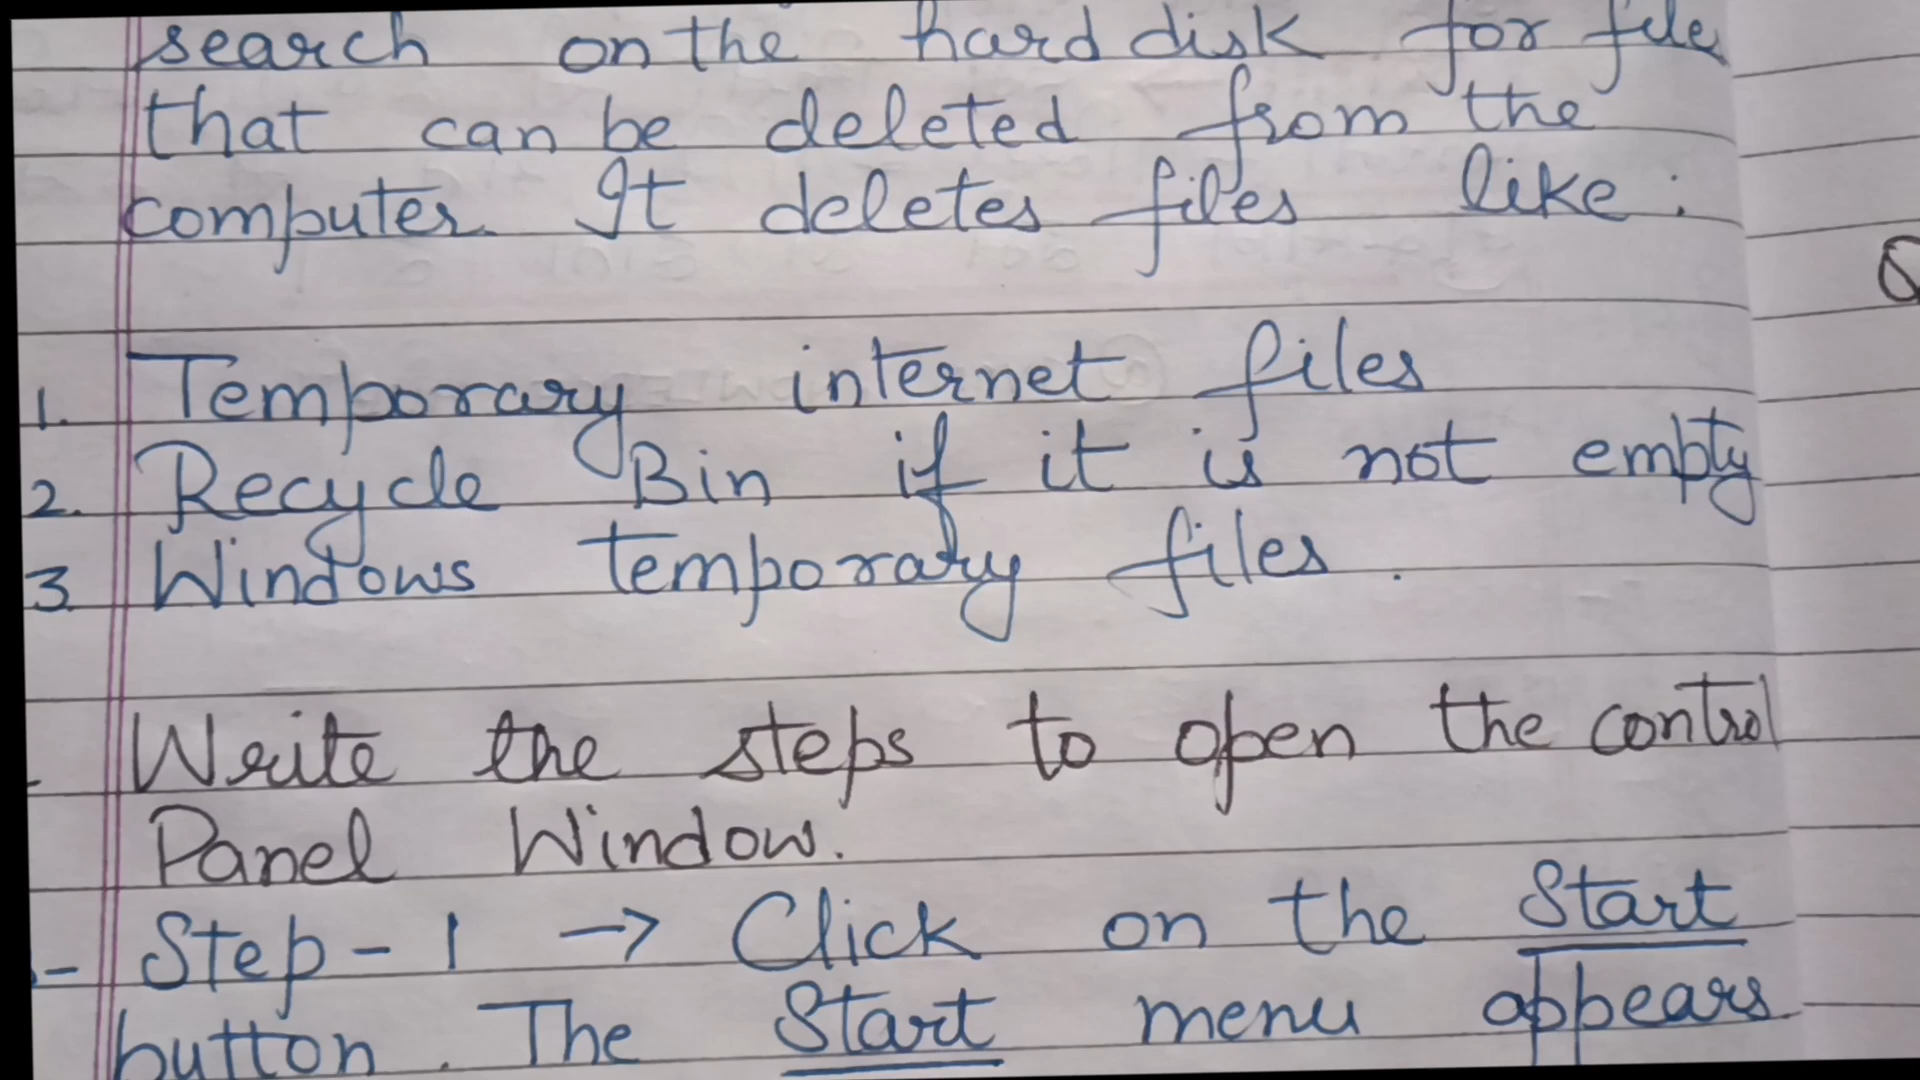 search on the hard disk for file
that can be deleted from the
computer. It deletes files like :
1. Temporary internet files
2. Recycle Bin if it is not empty
3. Windows temporary files.
Write the steps to open the control
Panel Window.
- Step-1 → Click on the Start
button. The Start menu appears